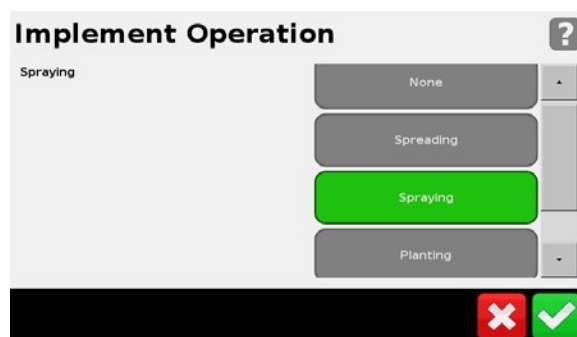 Implement Operation
?
Spraying
None
Spreading
Spraying
Planting